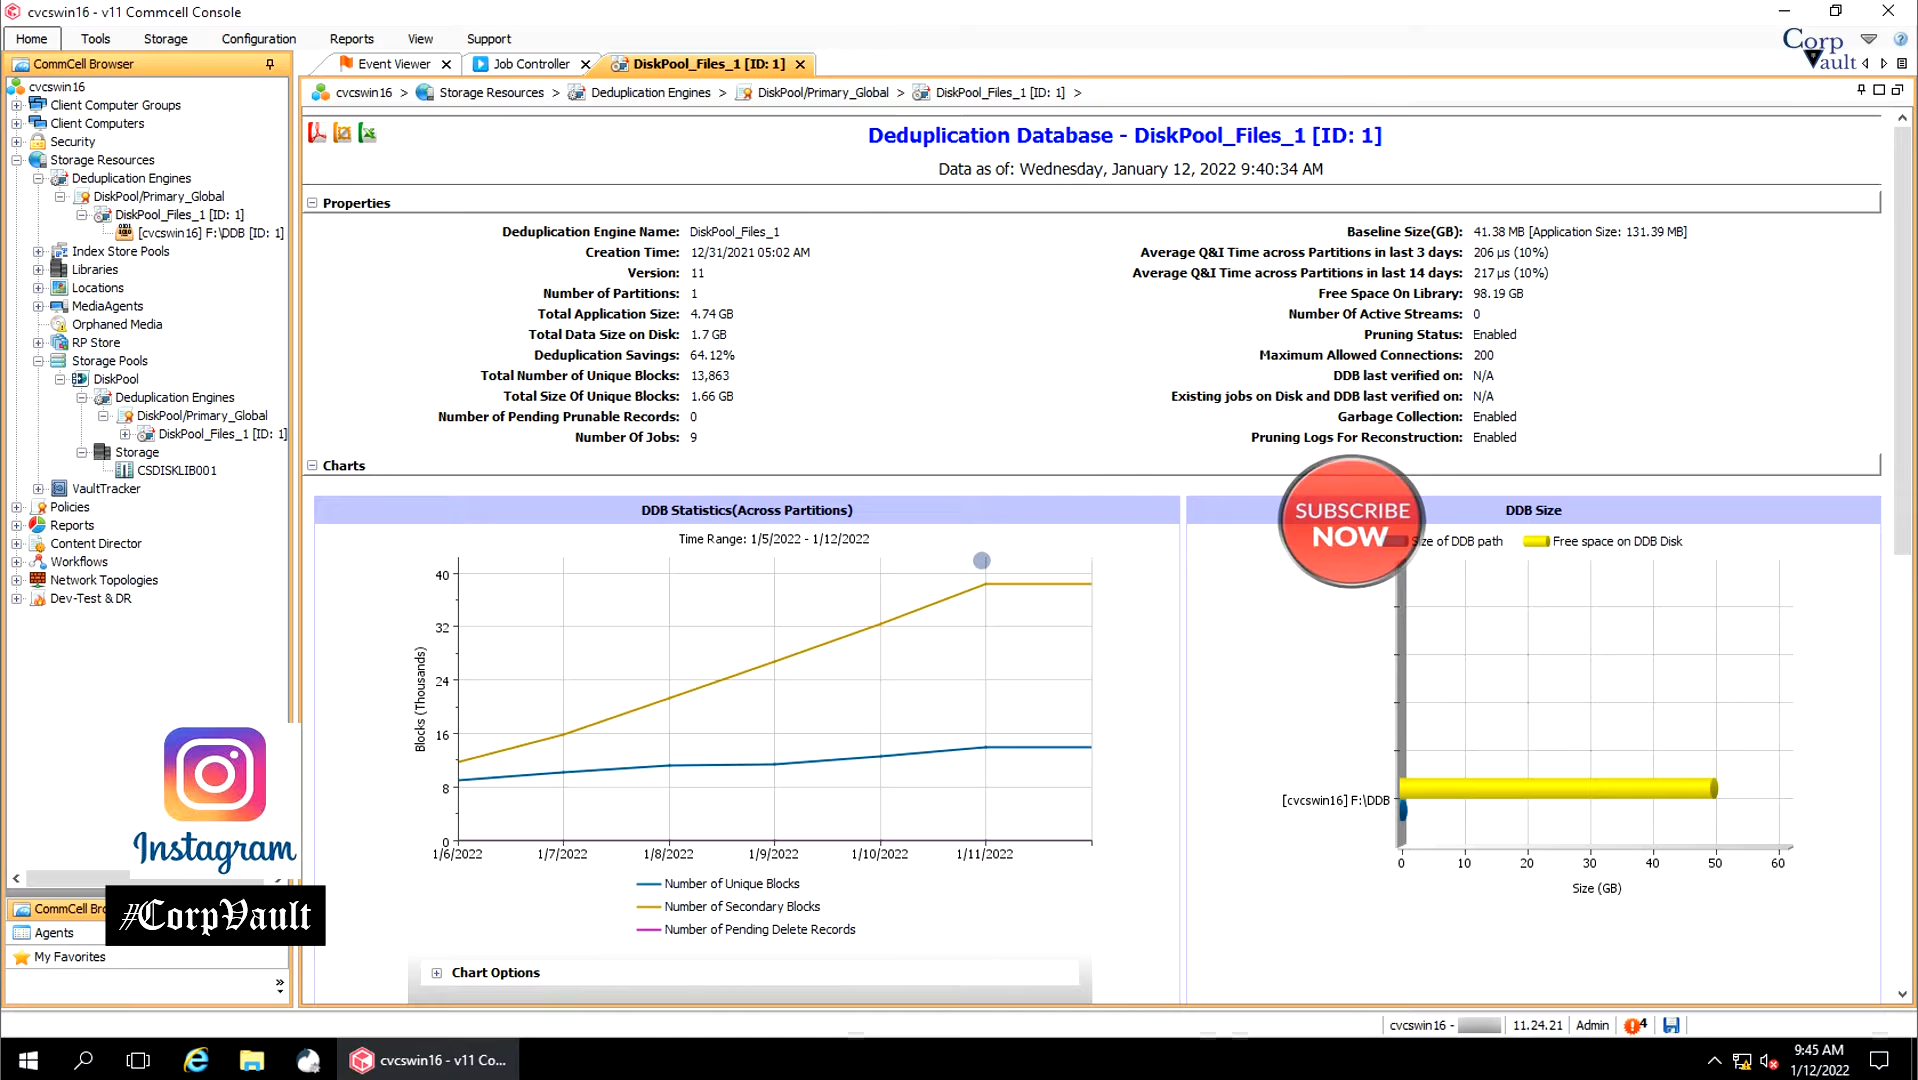 cvcswin16 - v11 Commcell Console
Home Tools Storage Configuration Reports View Support
Corp Vault
CommCell Browser
cvcswin16
Client Computer Groups
Client Computers
Security
Storage Resources
Deduplication Engines
DiskPool/Primary_Global
DiskPool_Files_1 [ID: 1]
[cvcswin16] F:\DDB [ID: 1]
Index Store Pools
Libraries
Locations
MediaAgents
Orphaned Media
RP Store
Storage Pools
DiskPool
Deduplication Engines
DiskPool/Primary_Global
DiskPool_Files_1 [ID: 1]
Storage
CSDISKLIB001
VaultTracker
Policies
Reports
Content Director
Workflows
Network Topologies
Dev-Test & DR
Instagram
#CorpVault
CommCell Bro
Agents
My Favorites
Event Viewer Job Controller DiskPool_Files_1 [ID: 1]
cvcswin16 > Storage Resources > Deduplication Engines > DiskPool/Primary_Global > DiskPool_Files_1 [ID: 1] >
Deduplication Database - DiskPool_Files_1 [ID: 1]
Data as of: Wednesday, January 12, 2022 9:40:34 AM
Properties
Deduplication Engine Name: DiskPool_Files_1
Creation Time: 12/31/2021 05:02 AM
Version: 11
Number of Partitions: 1
Total Application Size: 4.74 GB
Total Data Size on Disk: 1.7 GB
Deduplication Savings: 64.12%
Total Number of Unique Blocks: 13,863
Total Size Of Unique Blocks: 1.66 GB
Number of Pending Prunable Records: 0
Number Of Jobs: 9
Baseline Size(GB): 41.38 MB [Application Size: 131.39 MB]
Average Q&I Time across Partitions in last 3 days: 206 µs (10%)
Average Q&I Time across Partitions in last 14 days: 217 µs (10%)
Free Space On Library: 98.19 GB
Number Of Active Streams: 0
Pruning Status: Enabled
Maximum Allowed Connections: 200
DDB last verified on: N/A
Existing jobs on Disk and DDB last verified on: N/A
Garbage Collection: Enabled
Pruning Logs For Reconstruction: Enabled
Charts
DDB Statistics(Across Partitions)
Time Range: 1/5/2022 - 1/12/2022
Blocks (Thousands)
40
32
24
16
8
0
1/6/2022 1/7/2022 1/8/2022 1/9/2022 1/10/2022 1/11/2022
Number of Unique Blocks
Number of Secondary Blocks
Number of Pending Delete Records
Chart Options
SUBSCRIBE
NOW
DDB Size
Size of DDB path Free space on DDB Disk
[cvcswin16] F:\DDB
0 10 20 30 40 50 60
Size (GB)
cvcswin16 - 11.24.21 Admin 4
cvcswin16 - v11 Co...
9:45 AM
1/12/2022